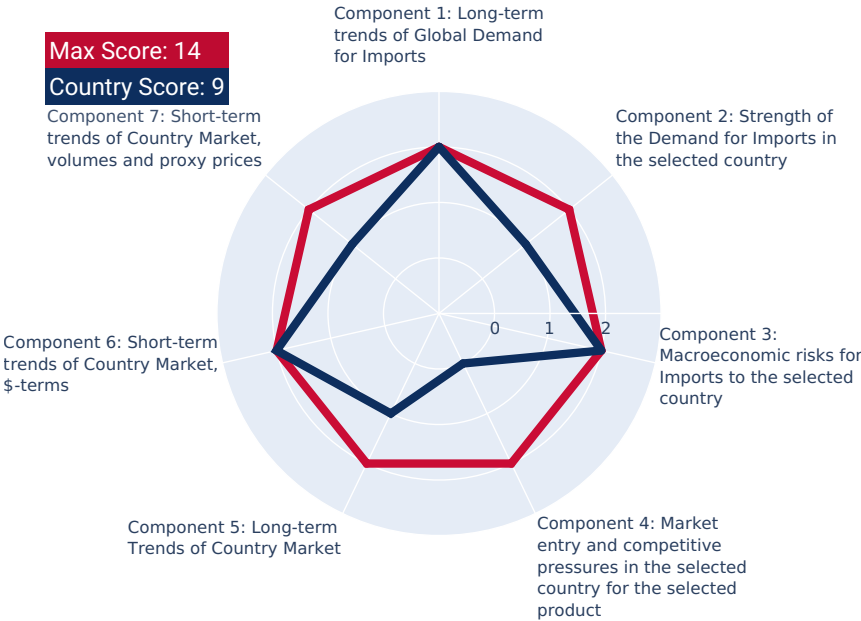 Component 1: Long-term
trends of Global Demand
for Imports
Max Score: 14
Country Score: 9
Component 7: Short-term
trends of Country Market,
volumes and proxy prices
Component 2: Strength of
the Demand for Imports in
the selected country
0
1
2
Component 3:
Macroeconomic risks for
Imports to the selected
country
Component 6: Short-term
trends of Country Market,
$-terms
Component 5: Long-term
Trends of Country Market
Component 4: Market
entry and competitive
pressures in the selected
country for the selected
product